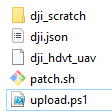 dji_scratch
dji.json
dji_hdvt_uav
patch.sh
upload.ps1